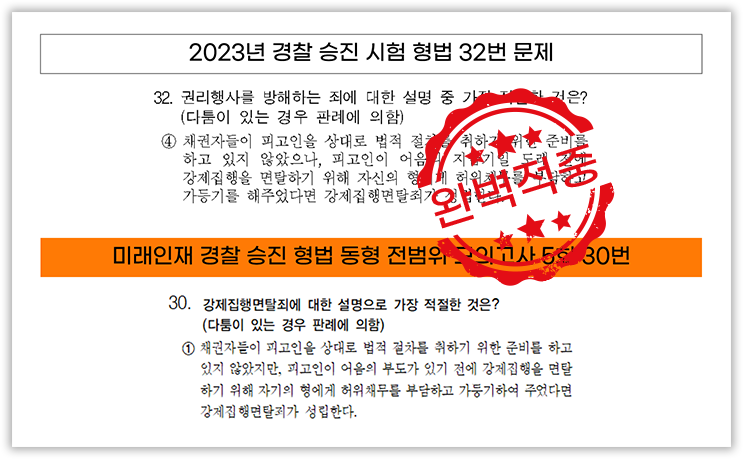 2023년 경찰 승진 시험 형법 32번 문제
32. 권리행사를 방해하는 죄에 대한 설명 중 가장 적절한 것은?
(다툼이 있는 경우 판례에 의함)
④ 채권자들이 피고인을 상대로 법적 절차를 취하기 위한 준비를
하고 있지 않았으나, 피고인이 어음의 지급기일 도래 전에
강제집행을 면탈하기 위해 자신의 형에게 허위채무를 부담하고
가등기를 해주었다면 강제집행면탈죄가 성립한다.
완벽적중
미래인재 경찰 승진 형법 동형 전범위 모의고사 5회 30번
30. 강제집행면탈죄에 대한 설명으로 가장 적절한 것은?
(다툼이 있는 경우 판례에 의함)
① 채권자들이 피고인을 상대로 법적 절차를 취하기 위한 준비를 하고
있지 않았지만, 피고인이 어음의 부도가 있기 전에 강제집행을 면탈
하기 위해 자기의 형에게 허위채무를 부담하고 가등기하여 주었다면
강제집행면탈죄가 성립한다.